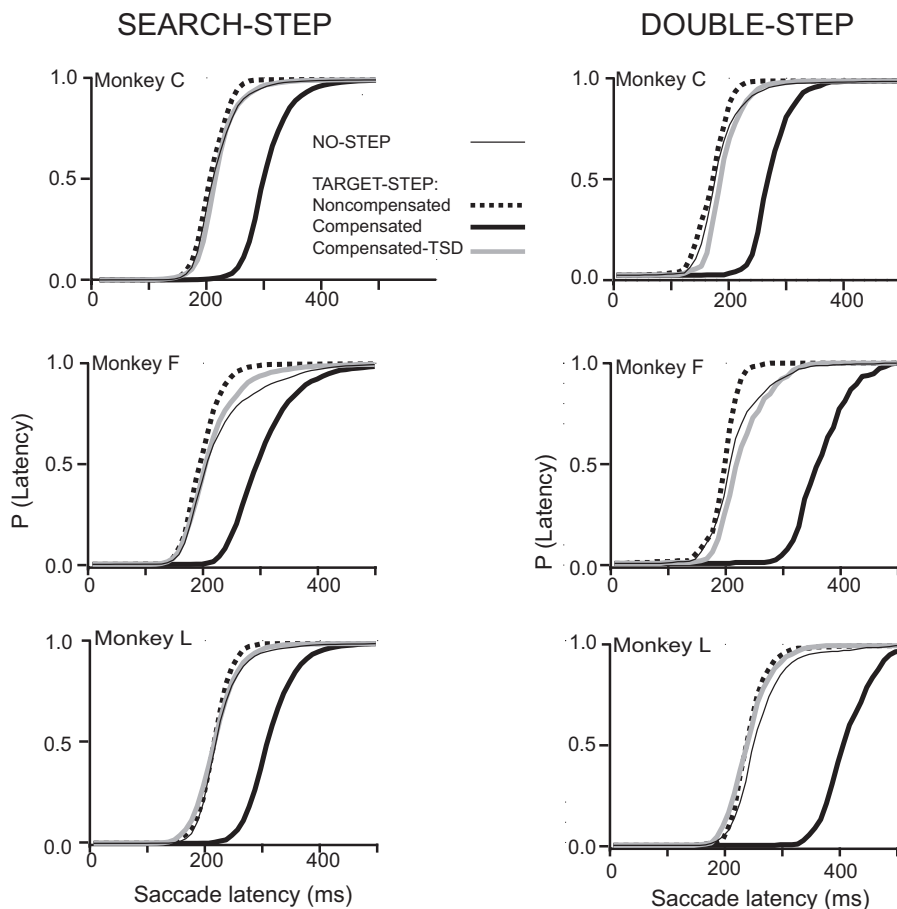 SEARCH-STEP
DOUBLE-STEP
1.0
Monkey C
NO-STEP
TARGET-STEP:
Noncompensated
Compensated
Compensated-TSD
0.5
0.0
0 200 400
1.0
Monkey C
0.5
0.0
0 200 400
1.0
Monkey F
0.5
0.0
0 200 400
P (Latency)
1.0
Monkey F
0.5
0.0
0 200 400
P (Latency)
1.0
Monkey L
0.5
0.0
0 200 400
Saccade latency (ms)
1.0
Monkey L
0.5
0.0
0 200 400
Saccade latency (ms)